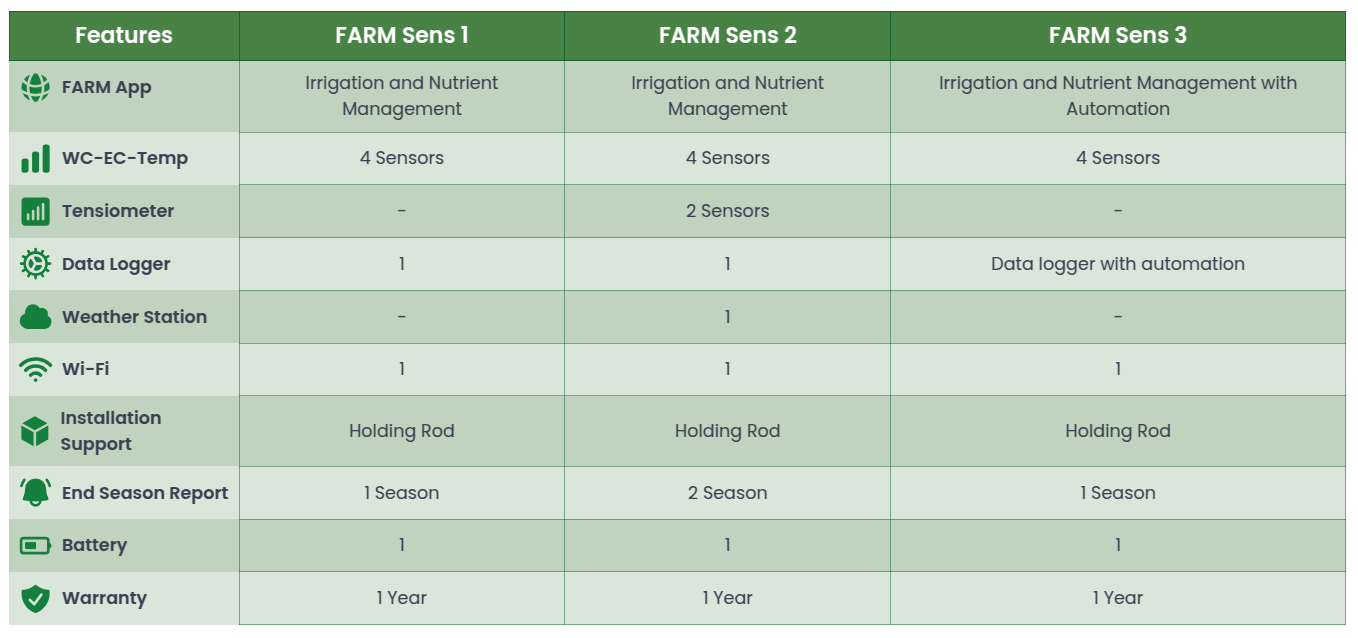 Features FARM Sens 1 FARM Sens 2 FARM Sens 3
FARM App Irrigation and Nutrient Irrigation and Nutrient Irrigation and Nutrient Management with
Management Management Automation
WC-EC-Temp 4 Sensors 4 Sensors 4 Sensors
Tensiometer - 2 Sensors -
Data Logger 1 1 Data logger with automation
Weather Station - 1 -
Wi-Fi 1 1 1
Installation
Support Holding Rod Holding Rod Holding Rod
End Season Report 1 Season 2 Season 1 Season
Battery 1 1 1
Warranty 1 Year 1 Year 1 Year